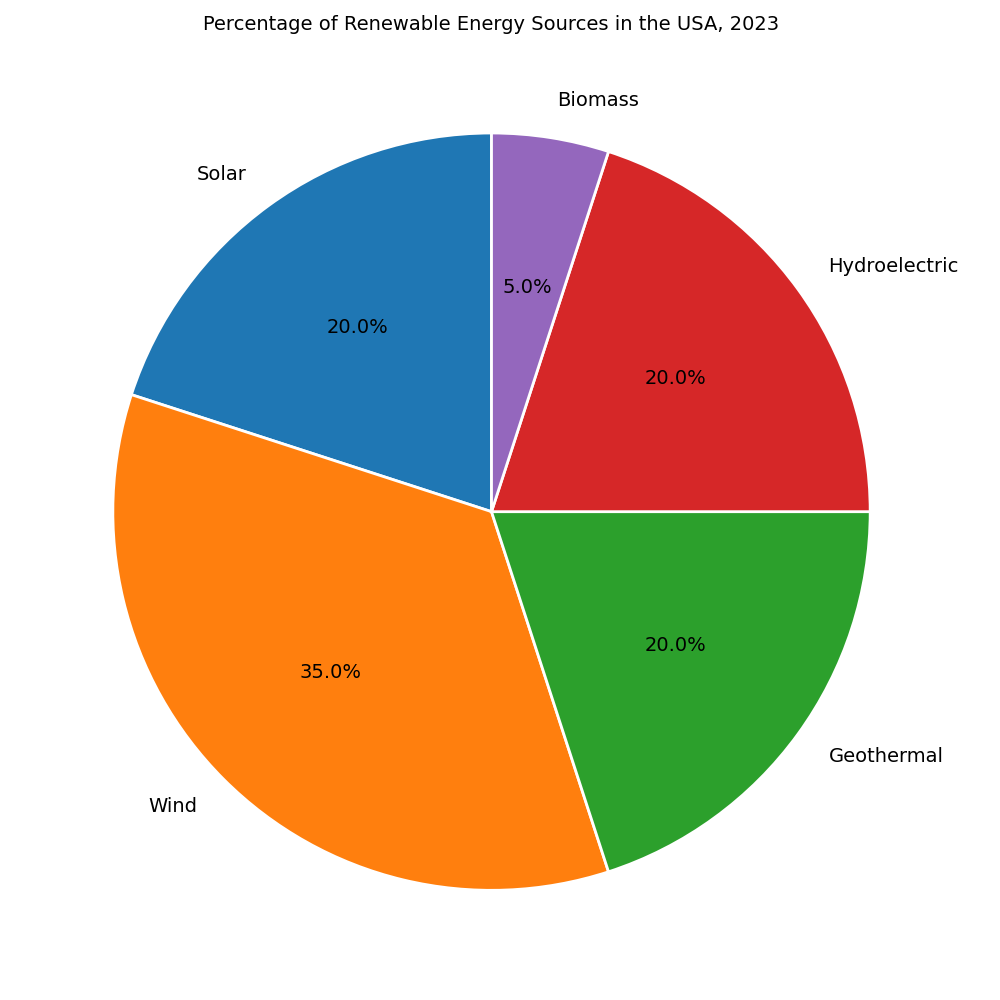 Percentage of Renewable Energy Sources in the USA, 2023
Biomass
Solar
Hydroelectric
5.0%
20.0%
20.0%
20.0%
35.0%
Geothermal
Wind